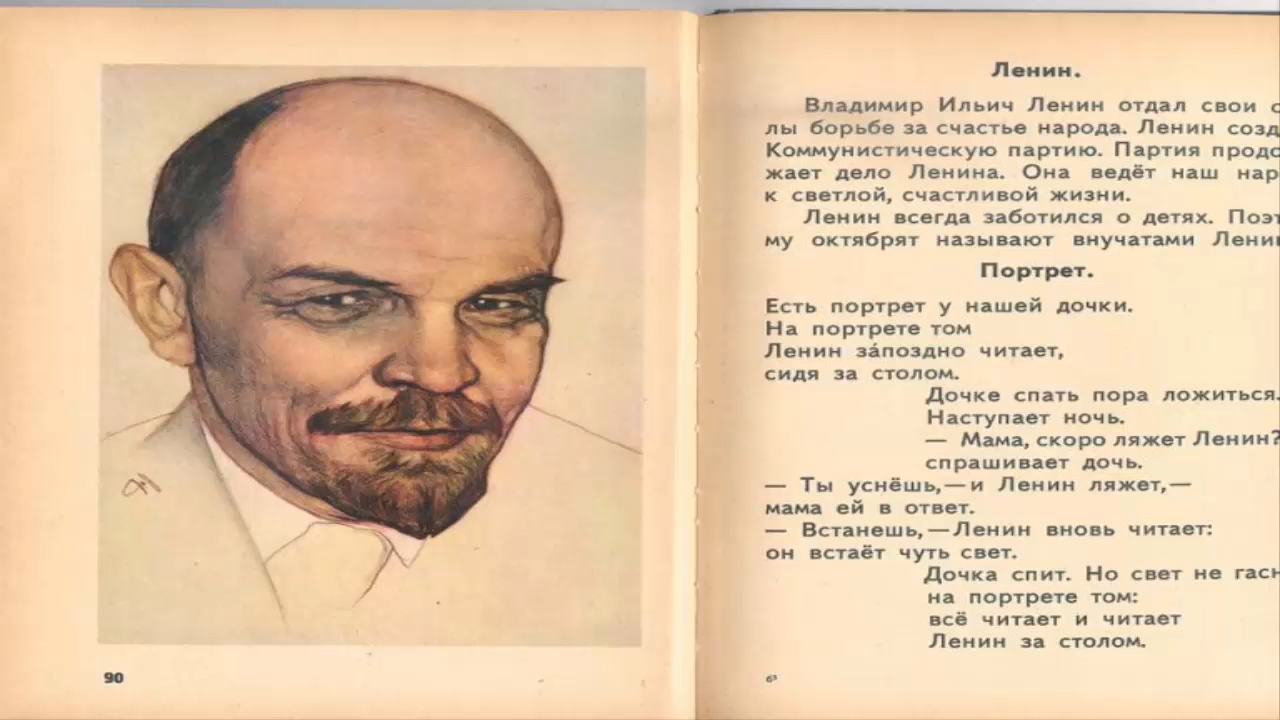 90
Ленин.
Владимир Ильич Ленин отдал свои с
лы борьбе за счастье народа. Ленин созд
Коммунистическую партию. Партия продо
жает дело Ленина. Она ведёт наш нар
к светлой, счастливой жизни.
Ленин всегда заботился о детях. Поэт
му октябрят называют внучатами Ленин
Портрет.
Есть портрет у нашей дочки.
На портрете том
Ленин за́поздно читает,
сидя за столом.
Дочке спать пора ложиться.
Наступает ночь.
— Мама, скоро ляжет Ленин?
спрашивает дочь.
— Ты уснёшь,—и Ленин ляжет,—
мама ей в ответ.
— Встанешь,—Ленин вновь читает:
он встаёт чуть свет.
Дочка спит. Но свет не гасн
на портрете том:
всё читает и читает
Ленин за столом.